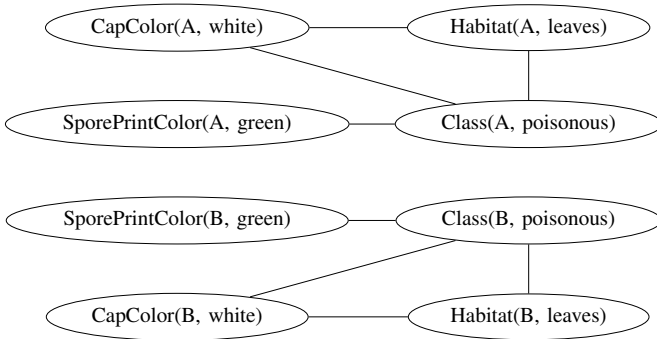 CapColor(A, white) Habitat(A, leaves)
SporePrintColor(A, green) Class(A, poisonous)
SporePrintColor(B, green) Class(B, poisonous)
CapColor(B, white) Habitat(B, leaves)